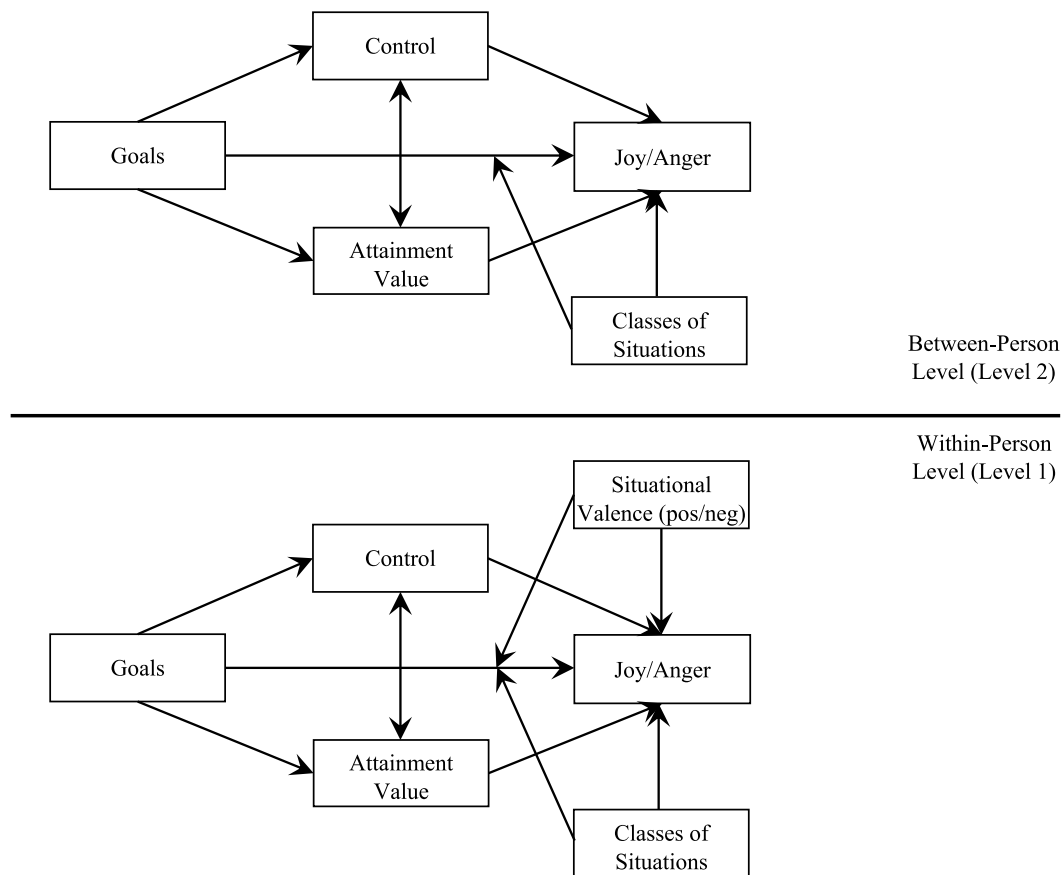 Control
Goals
Joy/Anger
Attainment
Value
Classes of
Situations
Between-Person
Level (Level 2)
Within-Person
Level (Level 1)
Situational
Valence (pos/neg)
Control
Goals
Joy/Anger
Attainment
Value
Classes of
Situations